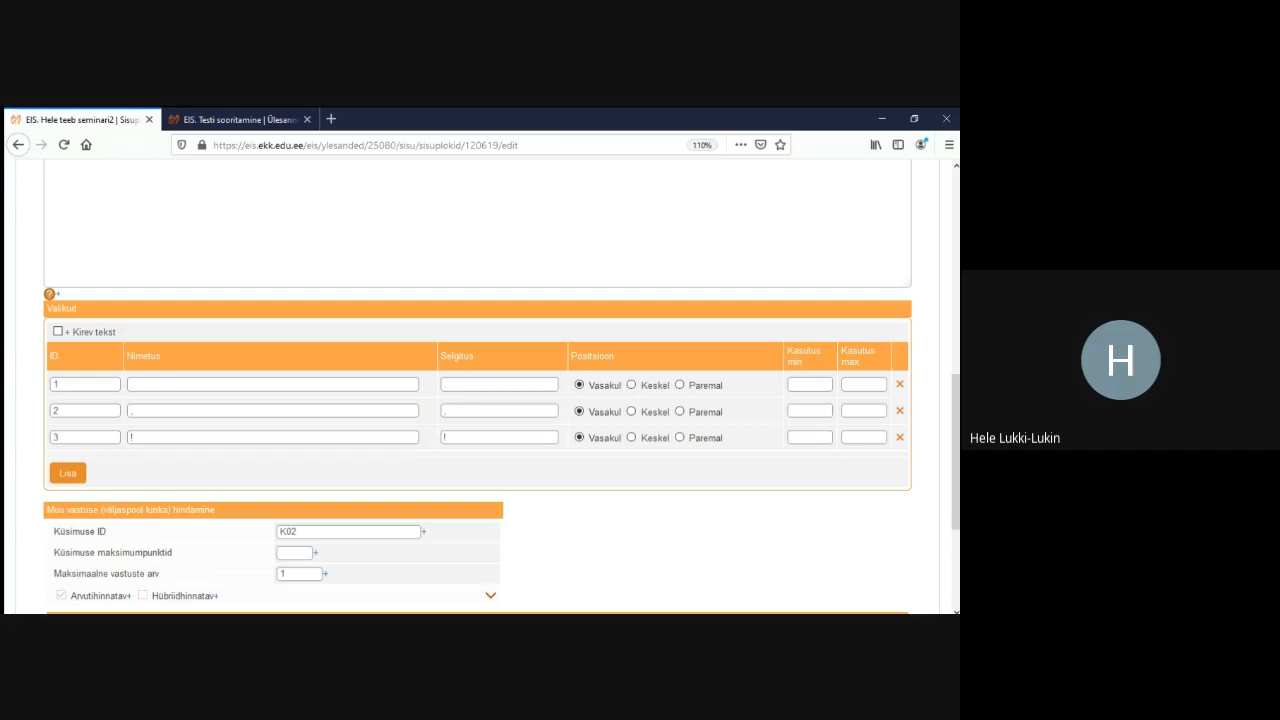 EIS. Hele teeb seminari2 | Sisup
EIS. Testi sooritamine | Ülesann
https://eis.ekk.edu.ee/eis/ylesanded/25080/sisu/sisuplokid/120619/edit
110%
?+
Valikud
+ Kirev tekst
ID Nimetus Selgitus Positsioon Kasutus min Kasutus max
1 . Vasakul Keskel Paremal
2 , , Vasakul Keskel Paremal
3 ! ! Vasakul Keskel Paremal
Lisa
Muu vastuse (väljaspool lünka) hindamine
Küsimuse ID K02 +
Küsimuse maksimumpunktid +
Maksimaalne vastuste arv 1 +
Arvutihinnatav+ Hübriidhinnatav+
H
Hele Lukki-Lukin